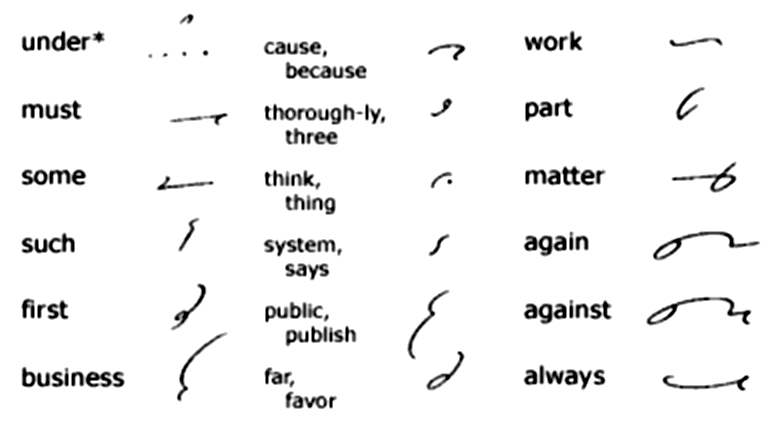 under*
cause,
because
work
must
thorough-ly,
three
part
some
think,
thing
matter
such
system,
says
again
first
public,
publish
against
business
far,
favor
always